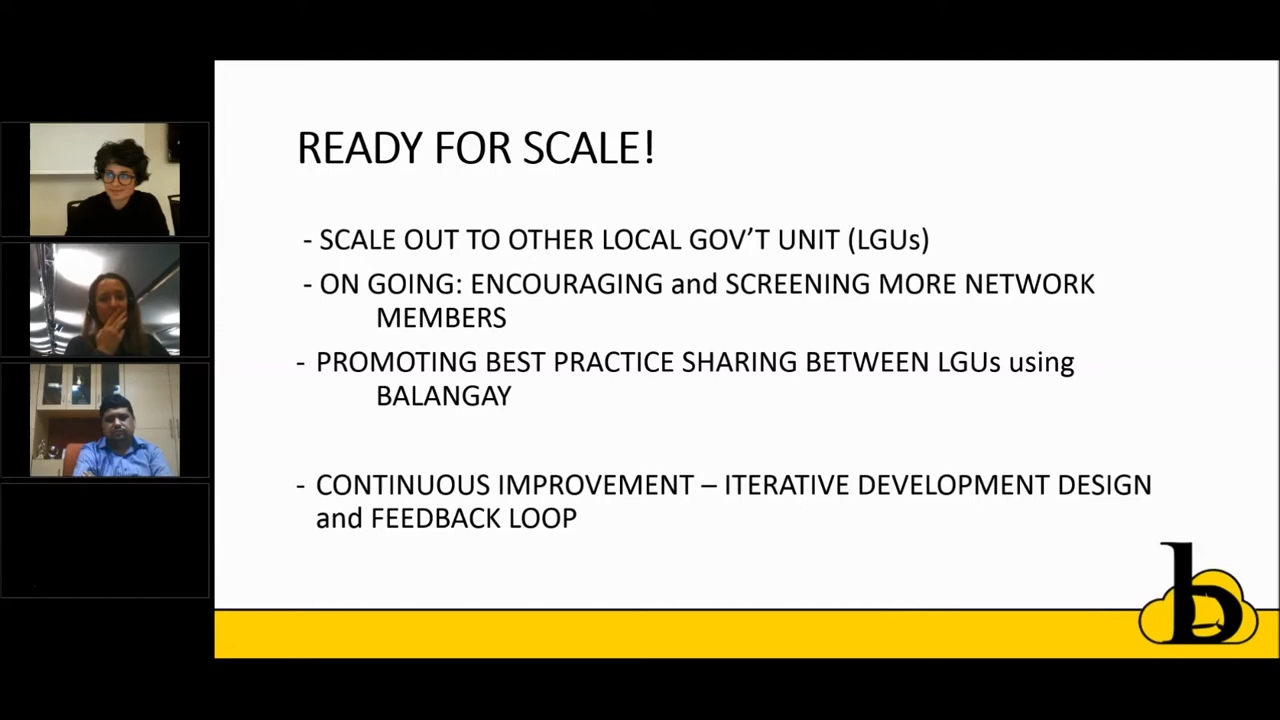 READY FOR SCALE!
- SCALE OUT TO OTHER LOCAL GOV’T UNIT (LGUs)
- ON GOING: ENCOURAGING and SCREENING MORE NETWORK
MEMBERS
- PROMOTING BEST PRACTICE SHARING BETWEEN LGUs using
BALANGAY
- CONTINUOUS IMPROVEMENT – ITERATIVE DEVELOPMENT DESIGN
and FEEDBACK LOOP
b